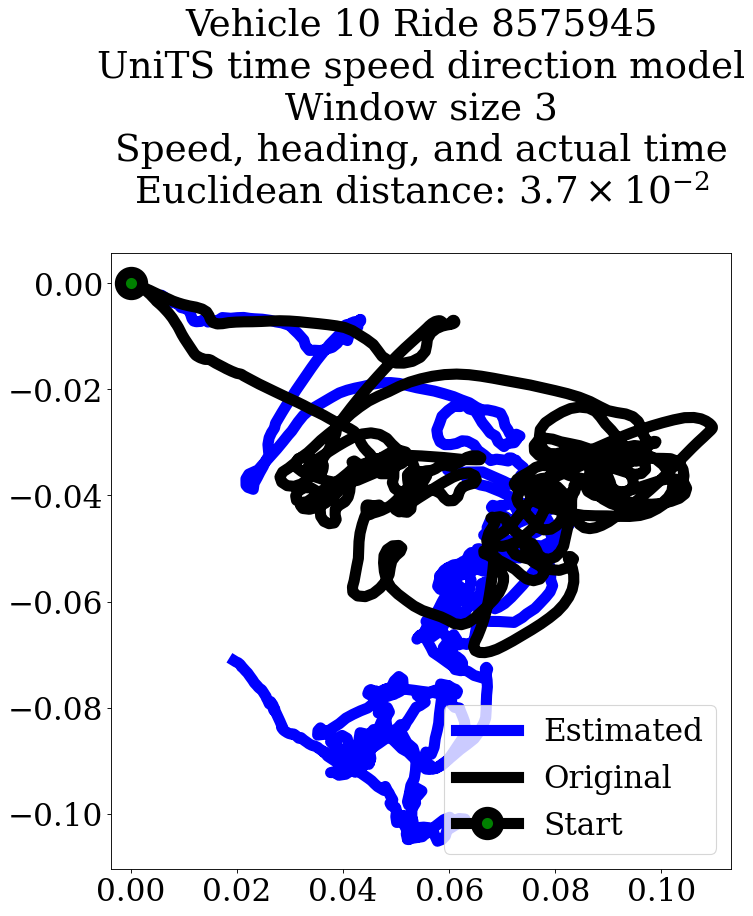 Vehicle 10 Ride 8575945
UniTS time speed direction model
Window size 3
Speed, heading, and actual time
Euclidean distance: 3.7 × 10⁻²
0.00
−0.02
−0.04
−0.06
−0.08
−0.10
Estimated
Original
Start
0.00 0.02 0.04 0.06 0.08 0.10